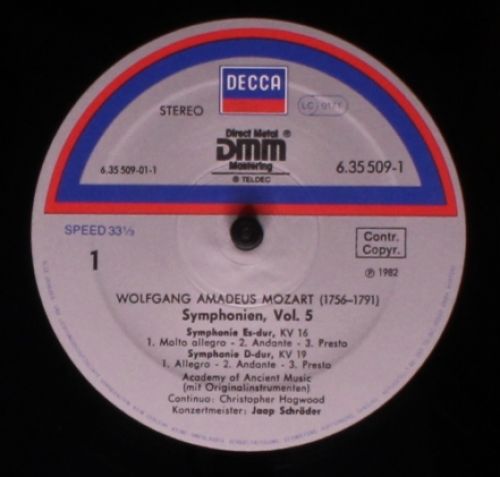 DECCA
STEREO
LC 0171
Direct Metal ®
DMM
Mastering
® TELDEC
6.35 509-01-1
6.35 509-1
SPEED 33⅓
Contr.
Copyr.
1
℗ 1982
WOLFGANG AMADEUS MOZART (1756–1791)
Symphonien, Vol. 5
Symphonie Es-dur, KV 16
1. Molto allegro - 2. Andante - 3. Presto
Symphonie D-dur, KV 19
1. Allegro - 2. Andante - 3. Presto
Academy of Ancient Music
(mit Originalinstrumenten)
Continuo: Christopher Hogwood
Konzertmeister: Jaap Schröder